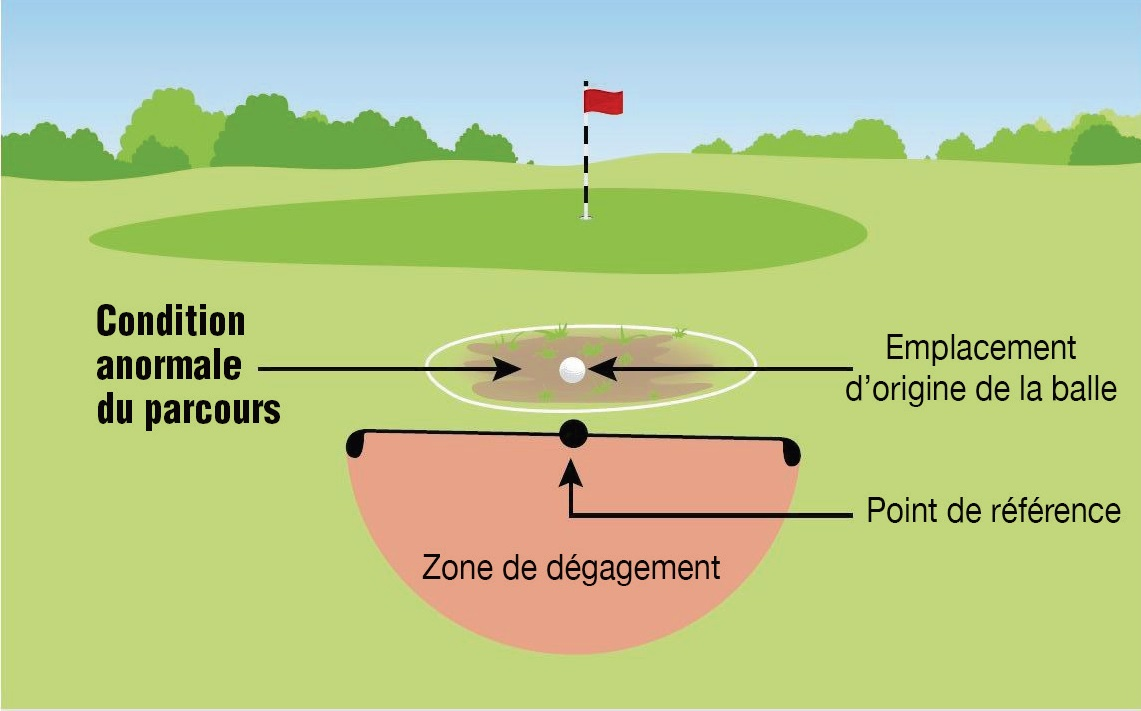 Condition
anormale
du parcours
Emplacement
d'origine de la balle
Point de référence
Zone de dégagement